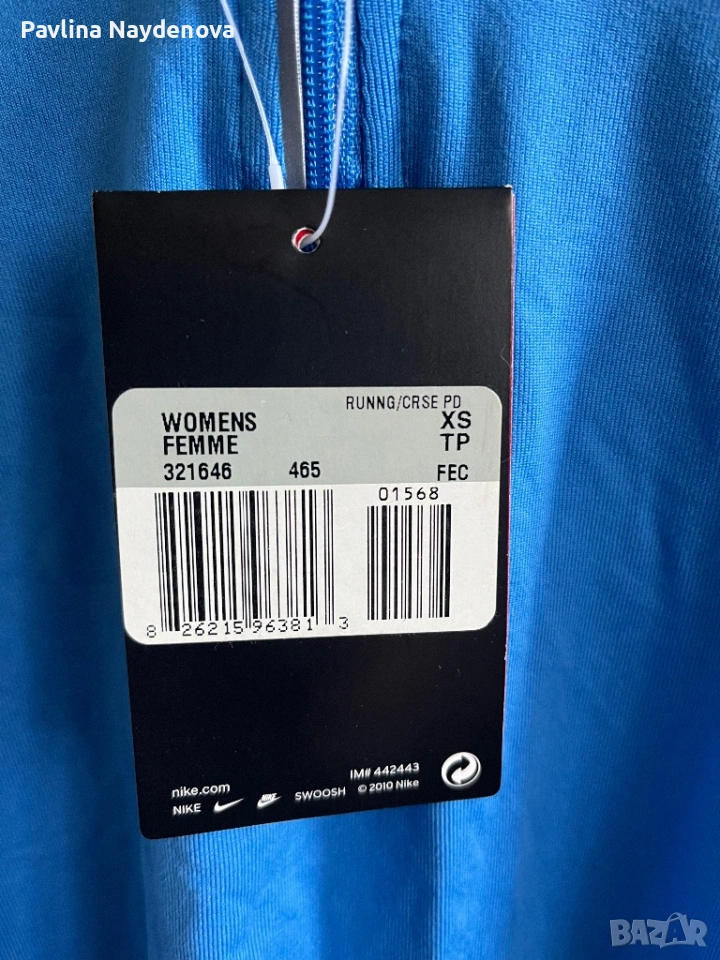 Pavlina Naydenova
RUNNG/CRSE PD
WOMENS XS
FEMME TP
321646 465 FEC
01568
8 26215 96381 3
IM# 442443
nike.com
NIKE SWOOSH © 2010 Nike
BAZAR